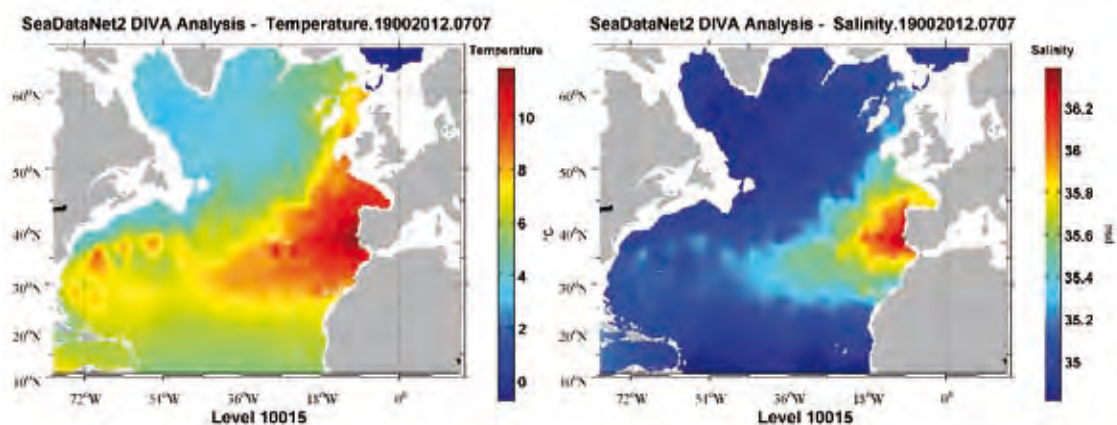 SeaDataNet2 DIVA Analysis - Temperature.19002012.0707
Temperature
60°N
50°N
40°N
30°N
20°N
10°N
72°W
54°W
36°W
18°W
0°
Level 10015
10
8
6
4
2
0
°C
SeaDataNet2 DIVA Analysis - Salinity.19002012.0707
Salinity
60°N
50°N
40°N
30°N
20°N
10°N
72°W
54°W
36°W
18°W
0°
Level 10015
36.2
36
35.8
35.6
35.4
35.2
35